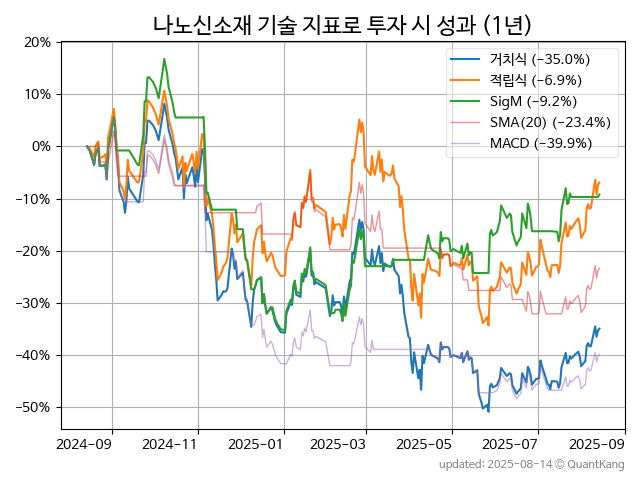 나노신소재 기술 지표로 투자 시 성과 (1년)
거치식 (−35.0%)
적립식 (−6.9%)
SigM (−9.2%)
SMA(20) (−23.4%)
MACD (−39.9%)
20%
10%
0%
−10%
−20%
−30%
−40%
−50%
2024-09 2024-11 2025-01 2025-03 2025-05 2025-07 2025-09
updated: 2025-08-14 © QuantKang